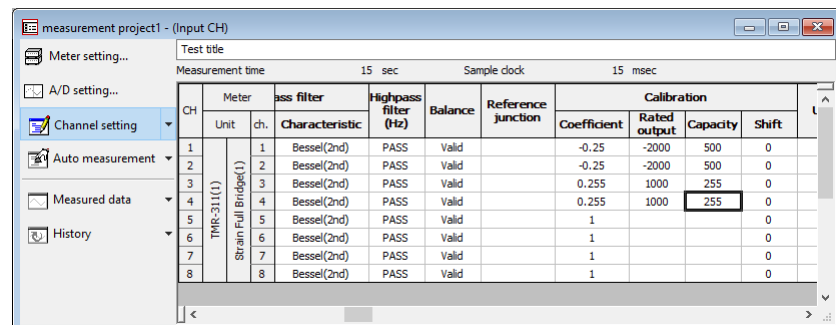 measurement project1 - (Input CH)
Meter setting...
A/D setting...
Channel setting
Auto measurement
Measured data
History
Test title
Measurement time 15 sec Sample clock 15 msec
CH Meter ass filter Highpass filter (Hz) Balance Reference junction Calibration
Unit ch. Characteristic Coefficient Rated output Capacity Shift
TMR-311(1) Strain Full Bridge(1)
1 1 Bessel(2nd) PASS Valid -0.25 -2000 500 0
2 2 Bessel(2nd) PASS Valid -0.25 -2000 500 0
3 3 Bessel(2nd) PASS Valid 0.255 1000 255 0
4 4 Bessel(2nd) PASS Valid 0.255 1000 255 0
5 5 Bessel(2nd) PASS Valid 1 0
6 6 Bessel(2nd) PASS Valid 1 0
7 7 Bessel(2nd) PASS Valid 1 0
8 8 Bessel(2nd) PASS Valid 1 0